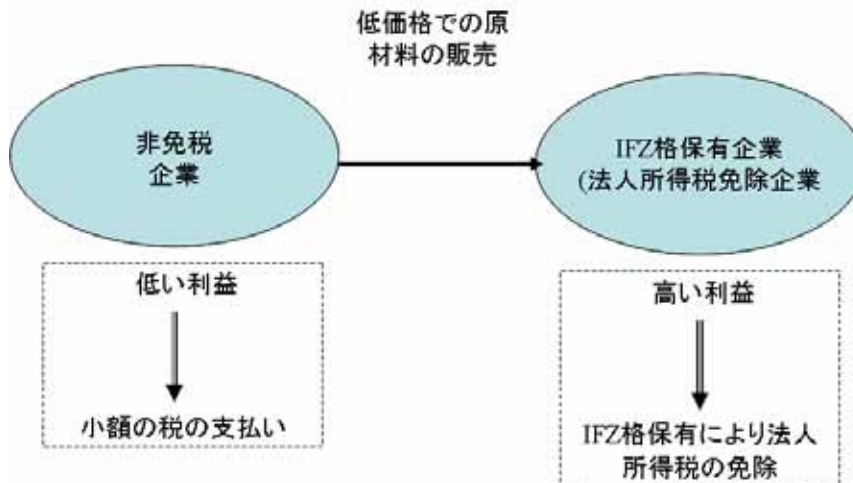 低価格での原
材料の販売
非免税
企業
IFZ格保有企業
(法人所得税免除企業
低い利益
小額の税の支払い
高い利益
IFZ格保有により法人
所得税の免除